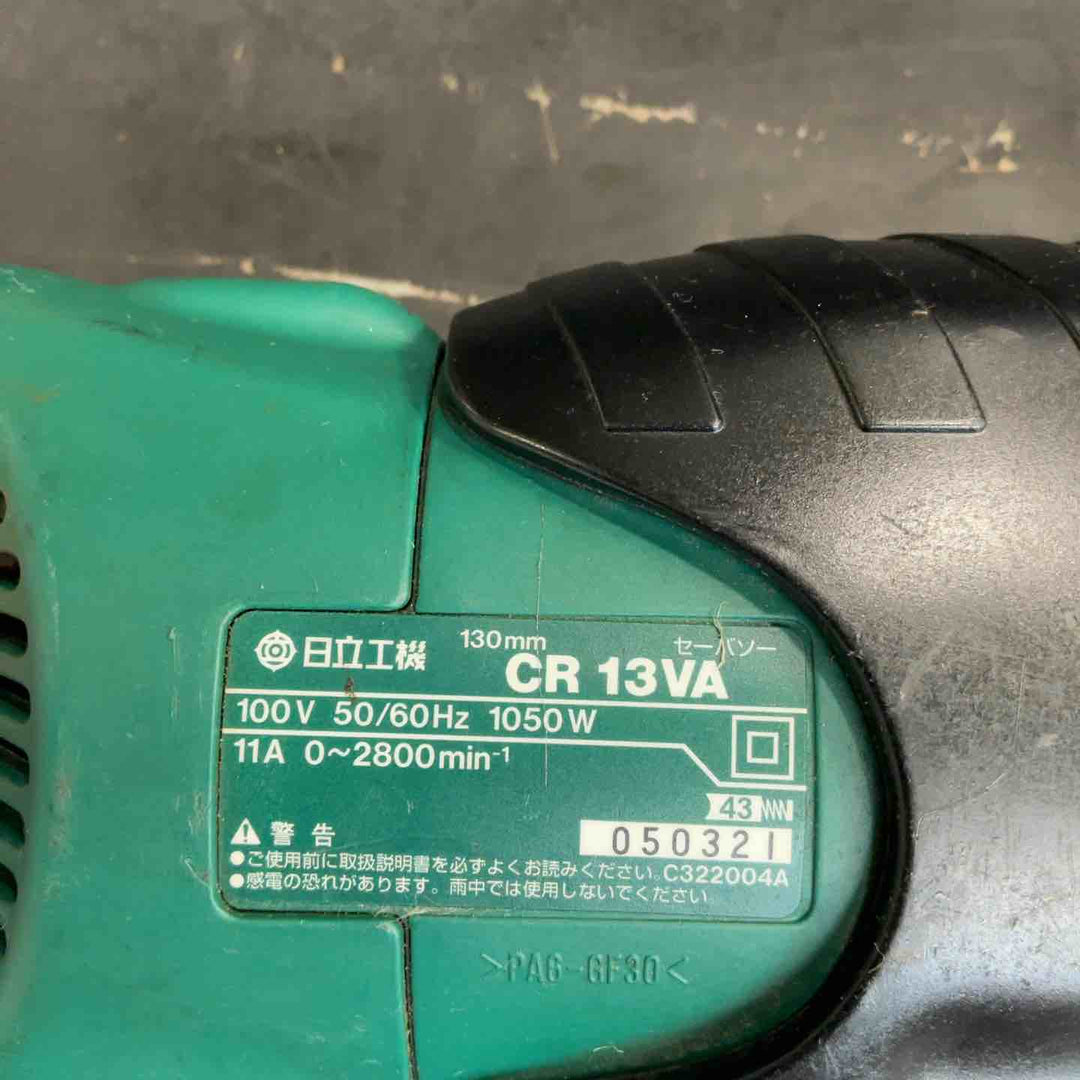 日立工機 130mm セーバソー
CR 13VA
100V 50/60Hz 1050W
11A 0～2800min⁻¹
43
警告
050321
●ご使用前に取扱説明書を必ずよくお読みください。C322004A
●感電の恐れがあります。雨中では使用しないでください
>PA6-GF30<